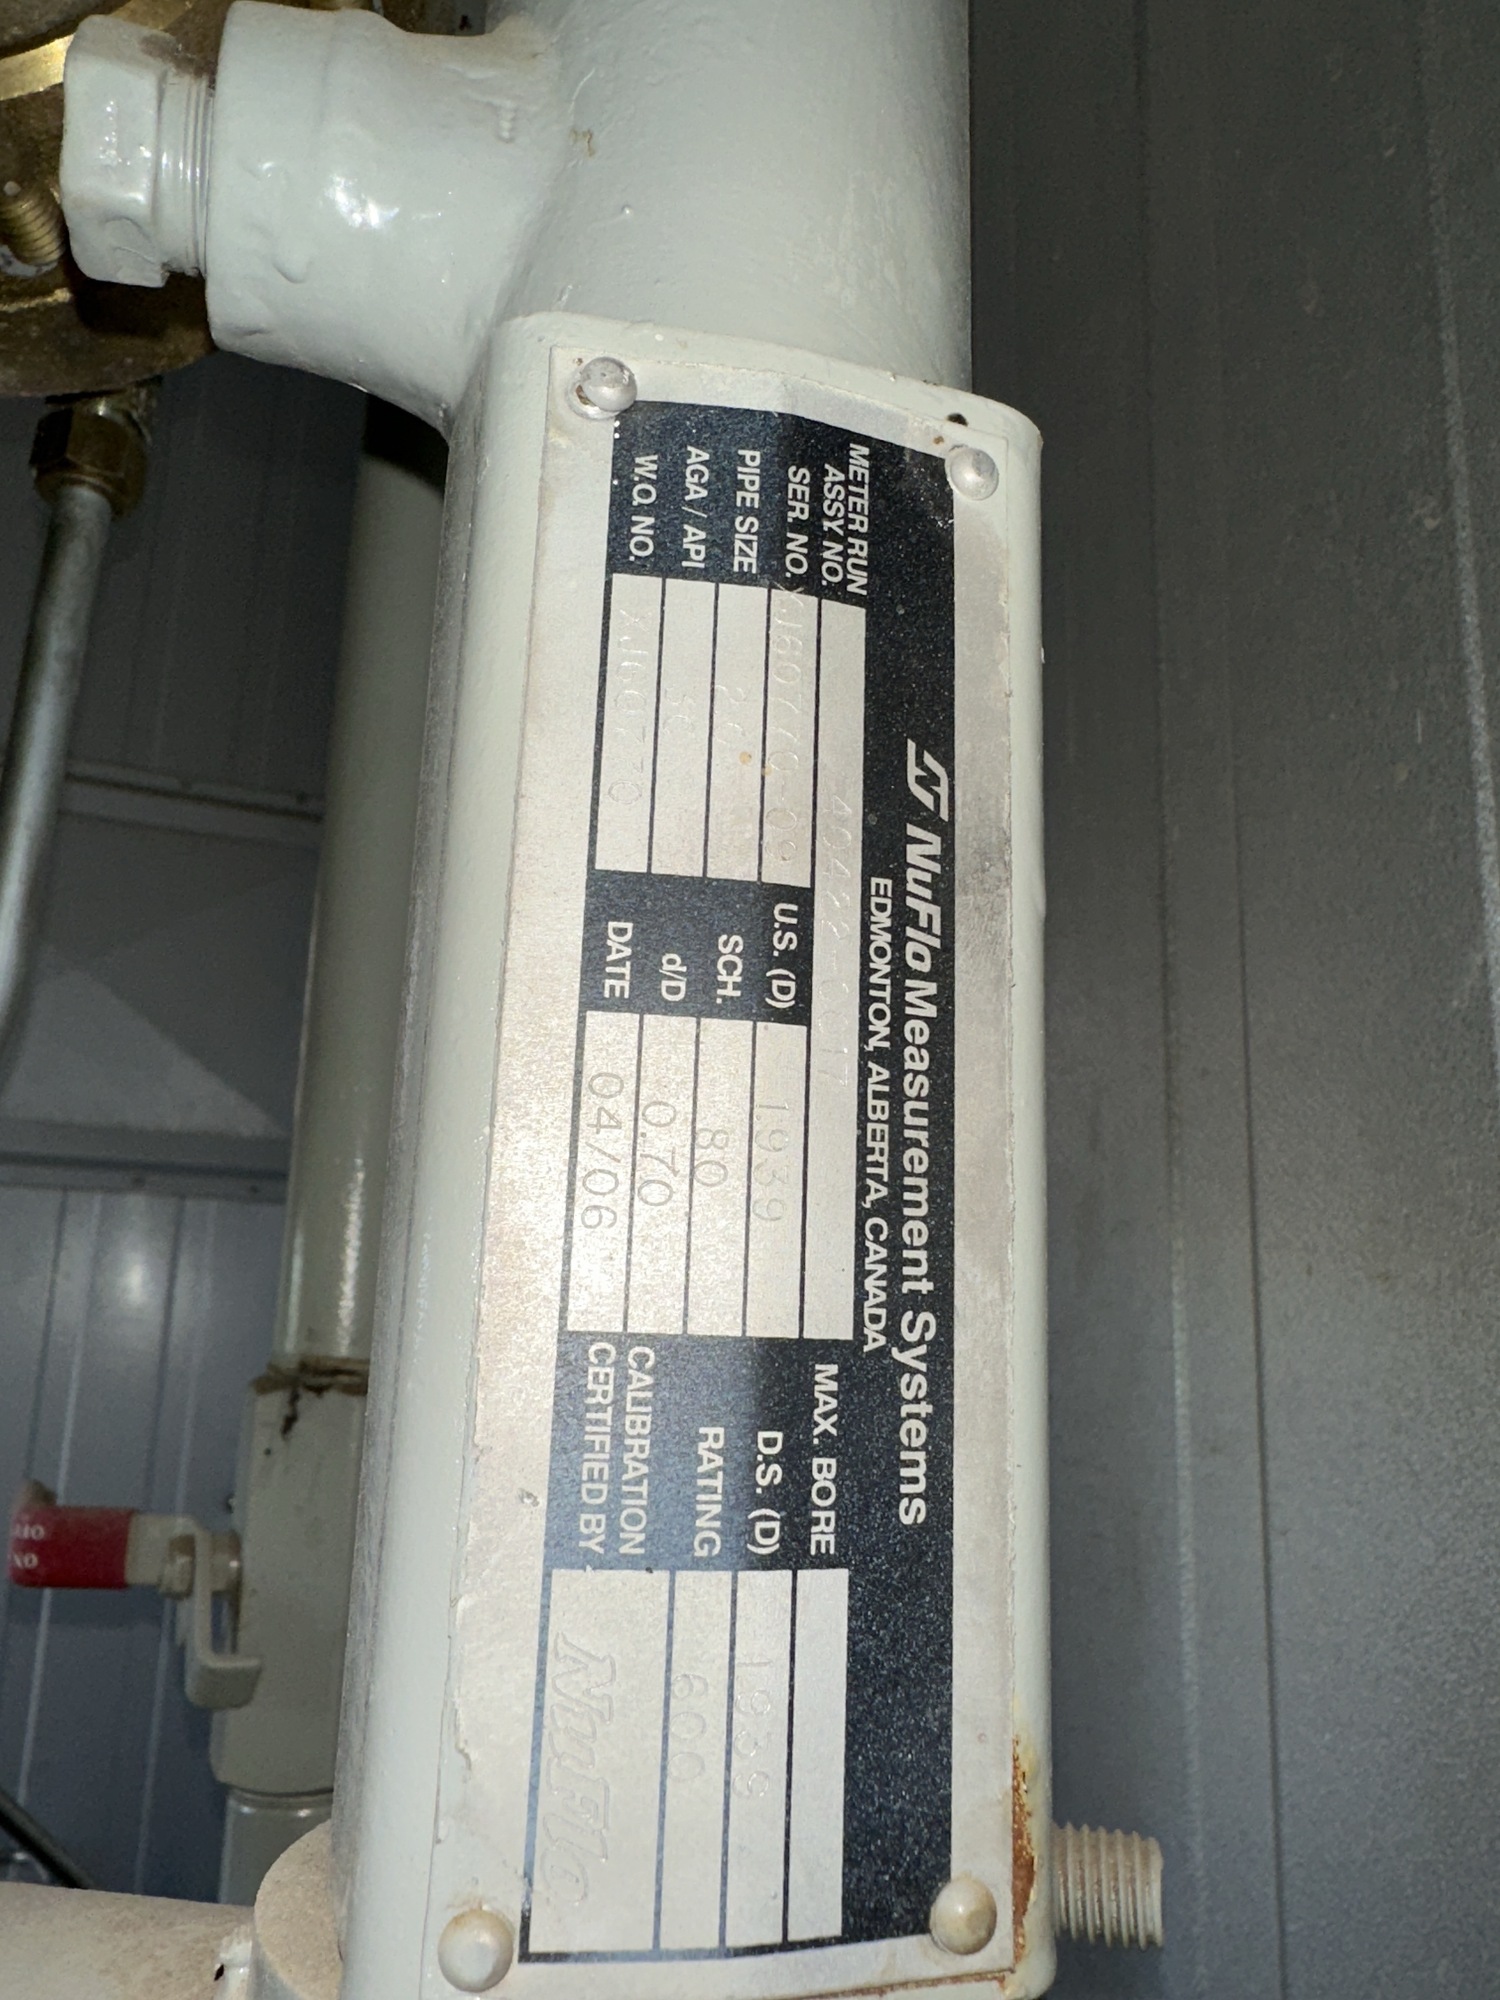 NuFlo Measurement Systems
EDMONTON, ALBERTA, CANADA
METER RUN
ASSY NO.
MAX. BORE
SER. NO.
U.S. (D) 1.939
D.S. (D) 1.939
PIPE SIZE
SCH. 80
RATING 600
AGA / API
d/D 0.70
CALIBRATION
CERTIFIED BY NuFlo
W.O. NO.
DATE 04/06